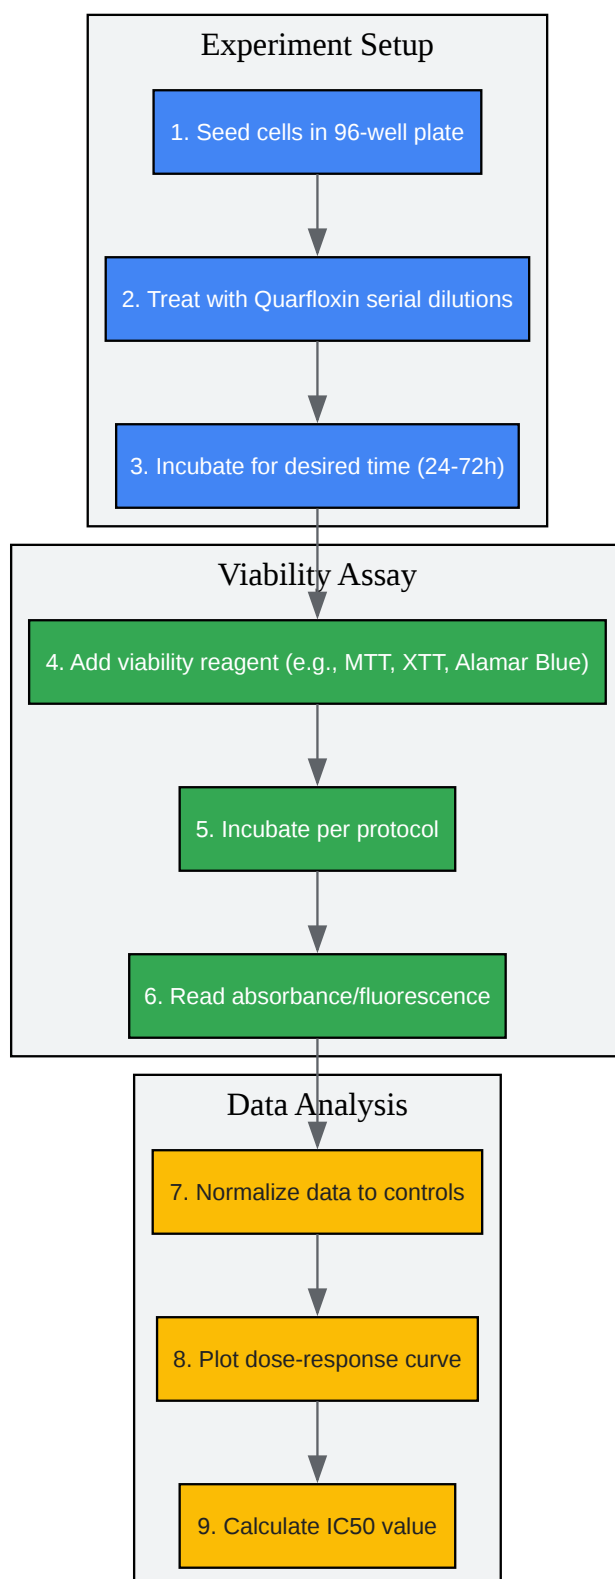 Experiment Setup
1. Seed cells in 96-well plate
2. Treat with Quarfloxin serial dilutions
3. Incubate for desired time (24-72h)
Viability Assay
4. Add viability reagent (e.g., MTT, XTT, Alamar Blue)
5. Incubate per protocol
6. Read absorbance/fluorescence
Data Analysis
7. Normalize data to controls
8. Plot dose-response curve
9. Calculate IC50 value